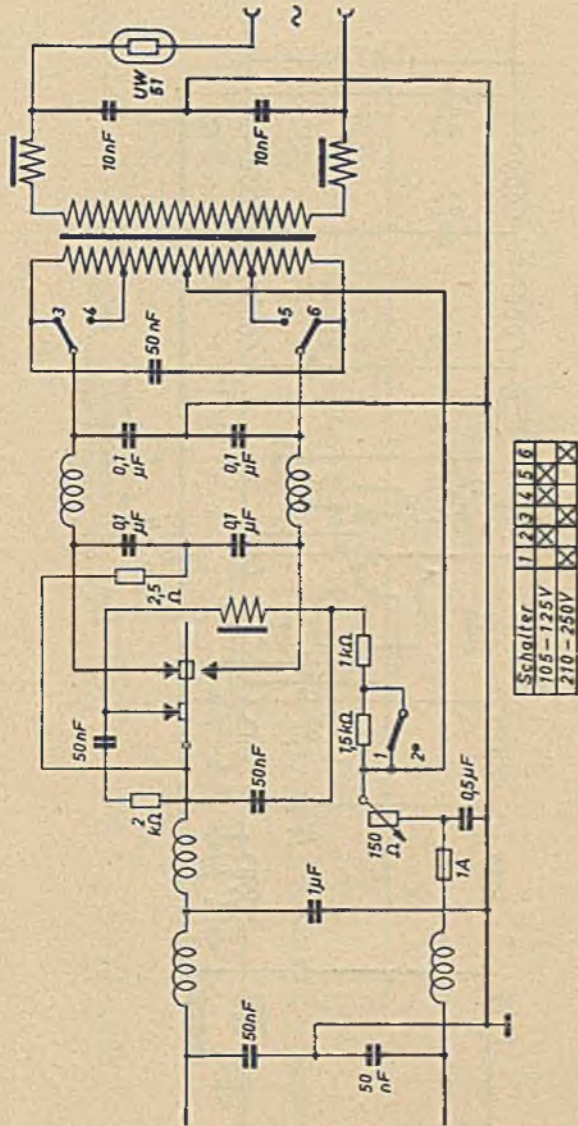 50nF
50
nF
1µF
2
kΩ
50nF
50nF
150
Ω
1A
0,5µF
1,5kΩ
1kΩ
1
2
2,5
Ω
0,1
µF
0,1
µF
0,1
µF
0,1
µF
50nF
3
4
5
6
10nF
10nF
UW
51
~
Schalter 1 2 3 4 5 6
105-125V
210-250V